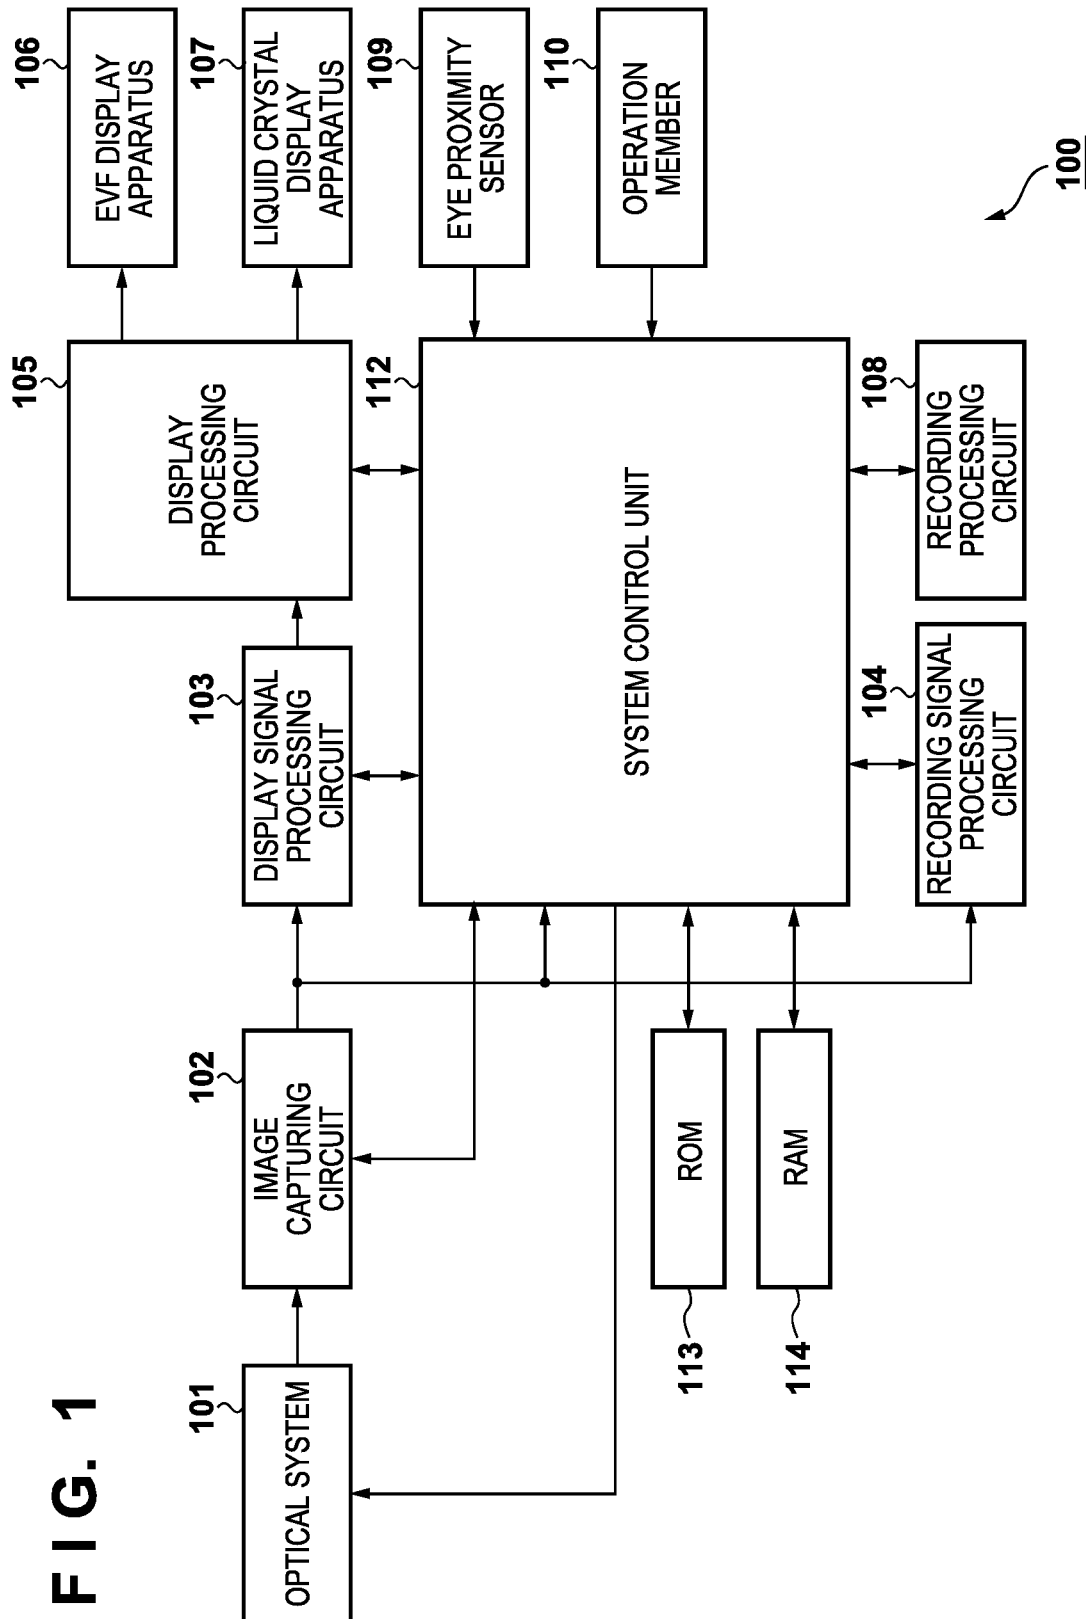 FIG. 1
101
OPTICAL SYSTEM
102
IMAGE
CAPTURING
CIRCUIT
103
DISPLAY SIGNAL
PROCESSING
CIRCUIT
105
DISPLAY
PROCESSING
CIRCUIT
106
EVF DISPLAY
APPARATUS
107
LIQUID CRYSTAL
DISPLAY
APPARATUS
109
EYE PROXIMITY
SENSOR
110
OPERATION
MEMBER
112
SYSTEM CONTROL UNIT
113
ROM
114
RAM
104
RECORDING SIGNAL
PROCESSING
CIRCUIT
108
RECORDING
PROCESSING
CIRCUIT
100